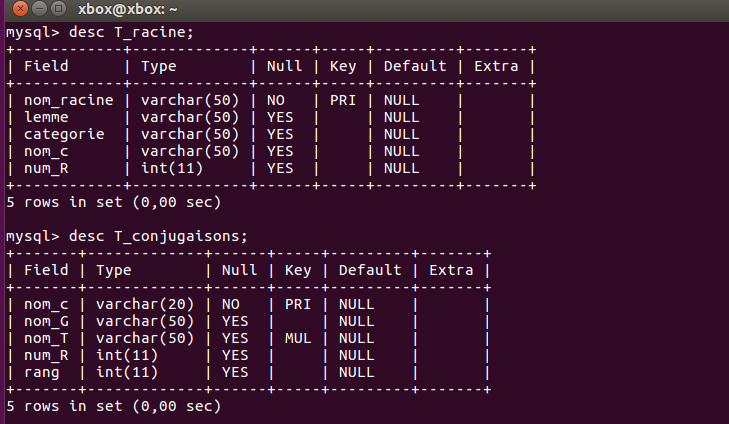 xbox@xbox: ~
mysql> desc T_racine;
+------------+-------------+------+-----+---------+-------+
| Field      | Type        | Null | Key | Default | Extra |
+------------+-------------+------+-----+---------+-------+
| nom_racine | varchar(50) | NO   | PRI | NULL    |       |
| lemme      | varchar(50) | YES  |     | NULL    |       |
| categorie  | varchar(50) | YES  |     | NULL    |       |
| nom_c      | varchar(50) | YES  |     | NULL    |       |
| num_R      | int(11)     | YES  |     | NULL    |       |
+------------+-------------+------+-----+---------+-------+
5 rows in set (0,00 sec)
mysql> desc T_conjugaisons;
+-------+-------------+------+-----+---------+-------+
| Field | Type        | Null | Key | Default | Extra |
+-------+-------------+------+-----+---------+-------+
| nom_c | varchar(20) | NO   | PRI | NULL    |       |
| nom_G | varchar(50) | YES  |     | NULL    |       |
| nom_T | varchar(50) | YES  | MUL | NULL    |       |
| num_R | int(11)     | YES  |     | NULL    |       |
| rang  | int(11)     | YES  |     | NULL    |       |
+-------+-------------+------+-----+---------+-------+
5 rows in set (0,00 sec)